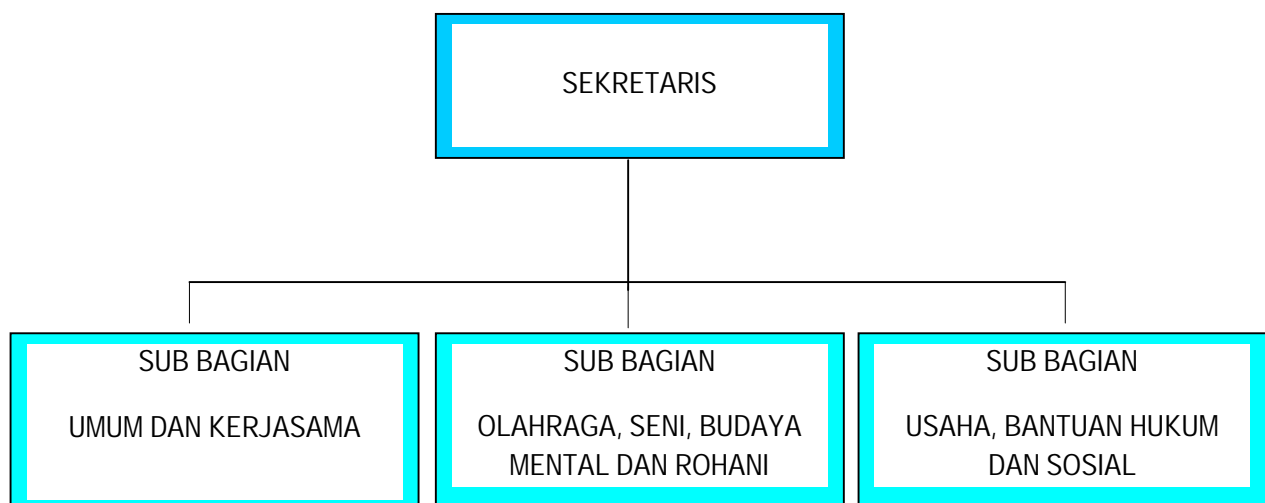 SEKRETARIS
SUB BAGIAN
UMUM DAN KERJASAMA
SUB BAGIAN
OLAHRAGA, SENI, BUDAYA
MENTAL DAN ROHANI
SUB BAGIAN
USAHA, BANTUAN HUKUM
DAN SOSIAL